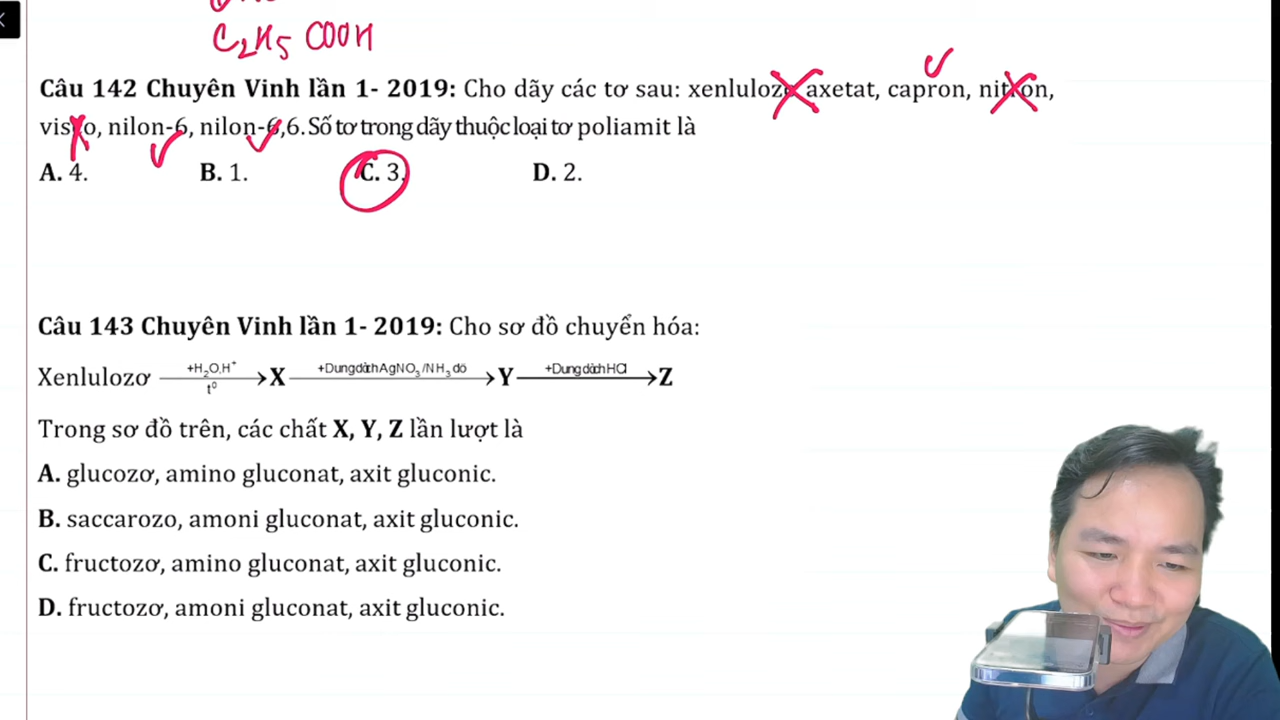 C₂H₅ COOH
Câu 142 Chuyên Vinh lần 1- 2019: Cho dãy các tơ sau: xenlulozơ axetat, capron, nitron,
visco, nilon-6, nilon-6,6.Số tơ trong dãy thuộc loại tơ poliamit là
A. 4. B. 1. C. 3. D. 2.
Câu 143 Chuyên Vinh lần 1- 2019: Cho sơ đồ chuyển hóa:
+H₂O,H⁺ +Dung dịch AgNO₃/NH₃ dö +Dung dịch HCl
Xenlulozơ X Y Z
t⁰
Trong sơ đồ trên, các chất X, Y, Z lần lượt là
A. glucozơ, amino gluconat, axit gluconic.
B. saccarozo, amoni gluconat, axit gluconic.
C. fructozơ, amino gluconat, axit gluconic.
D. fructozơ, amoni gluconat, axit gluconic.